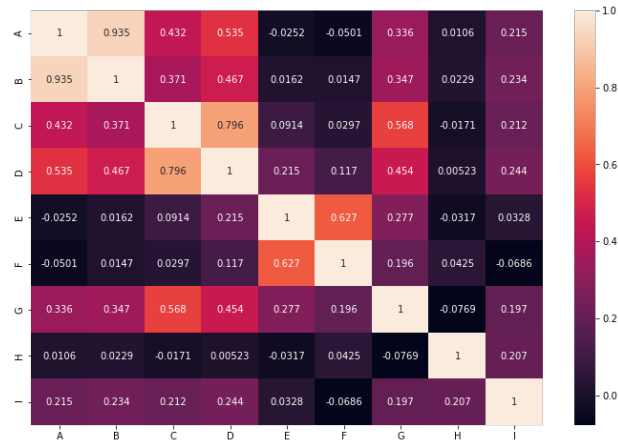 A 1 0.935 0.432 0.535 -0.0252 -0.0501 0.336 0.0106 0.215
B 0.935 1 0.371 0.467 0.0162 0.0147 0.347 0.0229 0.234
C 0.432 0.371 1 0.796 0.0914 0.0297 0.568 -0.0171 0.212
D 0.535 0.467 0.796 1 0.215 0.117 0.454 0.00523 0.244
E -0.0252 0.0162 0.0914 0.215 1 0.627 0.277 -0.0317 0.0328
F -0.0501 0.0147 0.0297 0.117 0.627 1 0.196 0.0425 -0.0686
G 0.336 0.347 0.568 0.454 0.277 0.196 1 -0.0769 0.197
H 0.0106 0.0229 -0.0171 0.00523 -0.0317 0.0425 -0.0769 1 0.207
I 0.215 0.234 0.212 0.244 0.0328 -0.0686 0.197 0.207 1
A B C D E F G H I
1.0
0.8
0.6
0.4
0.2
0.0